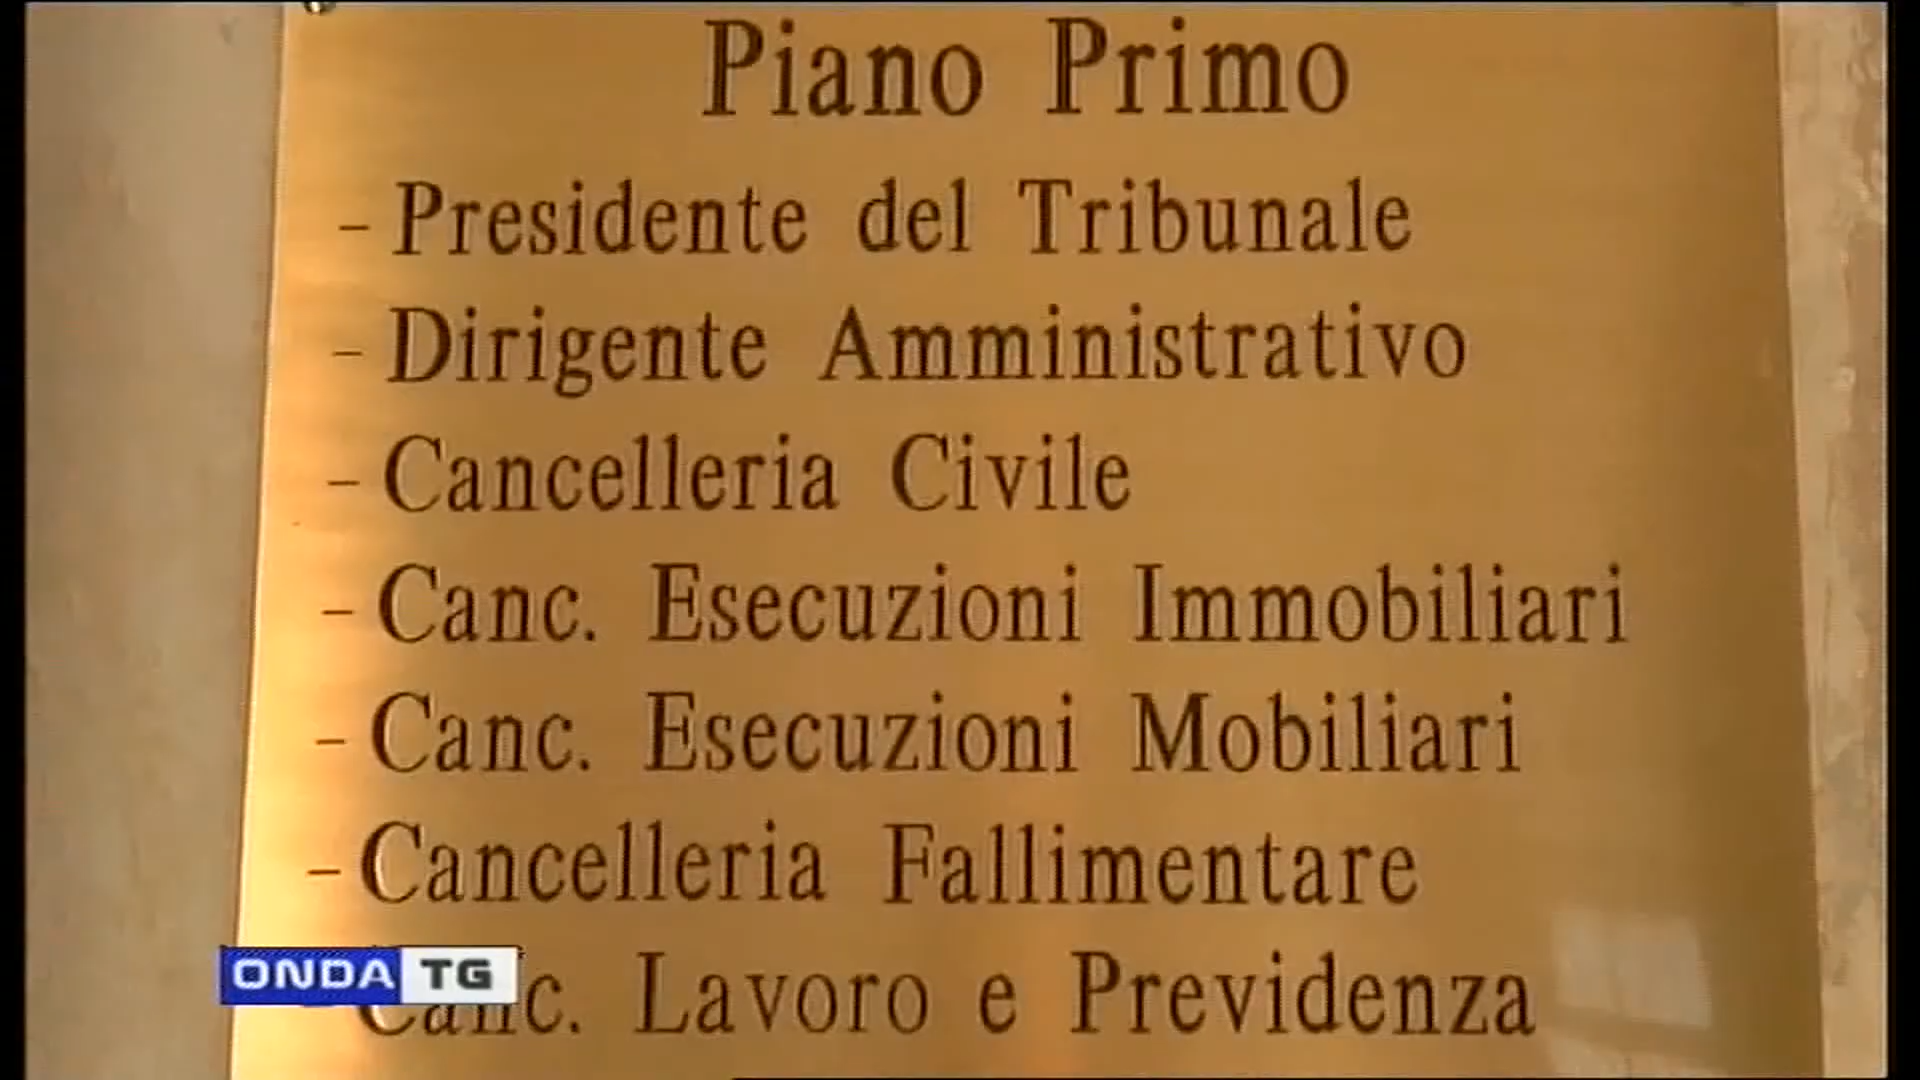 Piano Primo
- Presidente del Tribunale
- Dirigente Amministrativo
- Cancelleria Civile
- Canc. Esecuzioni Immobiliari
- Canc. Esecuzioni Mobiliari
- Cancelleria Fallimentare
Canc. Lavoro e Previdenza
ONDA TG